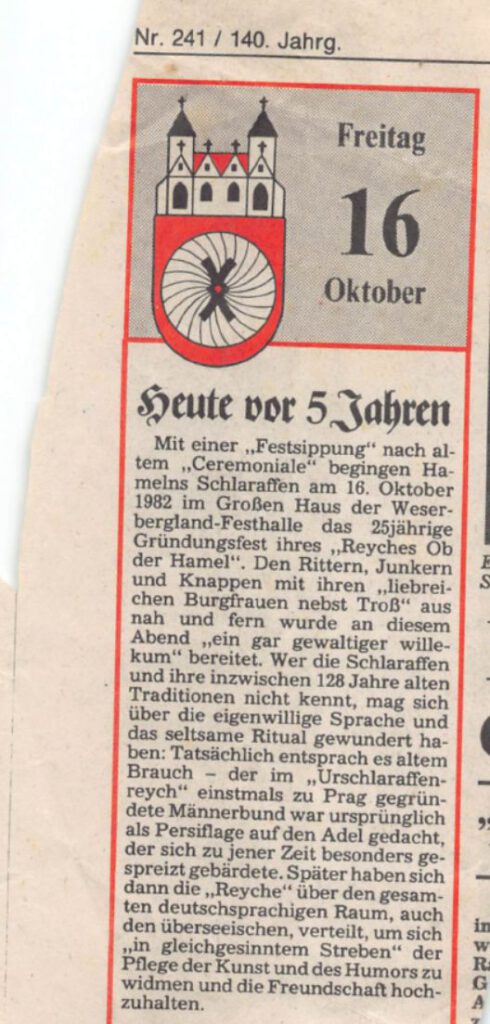 Nr. 241 / 140. Jahrg.
Freitag
16
Oktober
Heute vor 5 Jahren
Mit einer „Festsippung" nach al-
tem „Ceremoniale" begingen Ha-
melns Schlaraffen am 16. Oktober
1982 im Großen Haus der Weser-
bergland-Festhalle das 25jährige
Gründungsfest ihres „Reyches Ob
der Hamel". Den Rittern, Junkern
und Knappen mit ihren „liebrei-
chen Burgfrauen nebst Troß" aus
nah und fern wurde an diesem
Abend „ein gar gewaltiger wille-
kum" bereitet. Wer die Schlaraffen
und ihre inzwischen 128 Jahre alten
Traditionen nicht kennt, mag sich
über die eigenwillige Sprache und
das seltsame Ritual gewundert ha-
ben: Tatsächlich entsprach es altem
Brauch – der im „Urschlaraffen-
reych" einstmals zu Prag gegrün-
dete Männerbund war ursprünglich
als Persiflage auf den Adel gedacht,
der sich zu jener Zeit besonders ge-
spreizt gebärdete. Später haben sich
dann die „Reyche" über den gesam-
ten deutschsprachigen Raum, auch
den überseeischen, verteilt, um sich
„in gleichgesinntem Streben" der
Pflege der Kunst und des Humors zu
widmen und die Freundschaft hoch-
zuhalten.